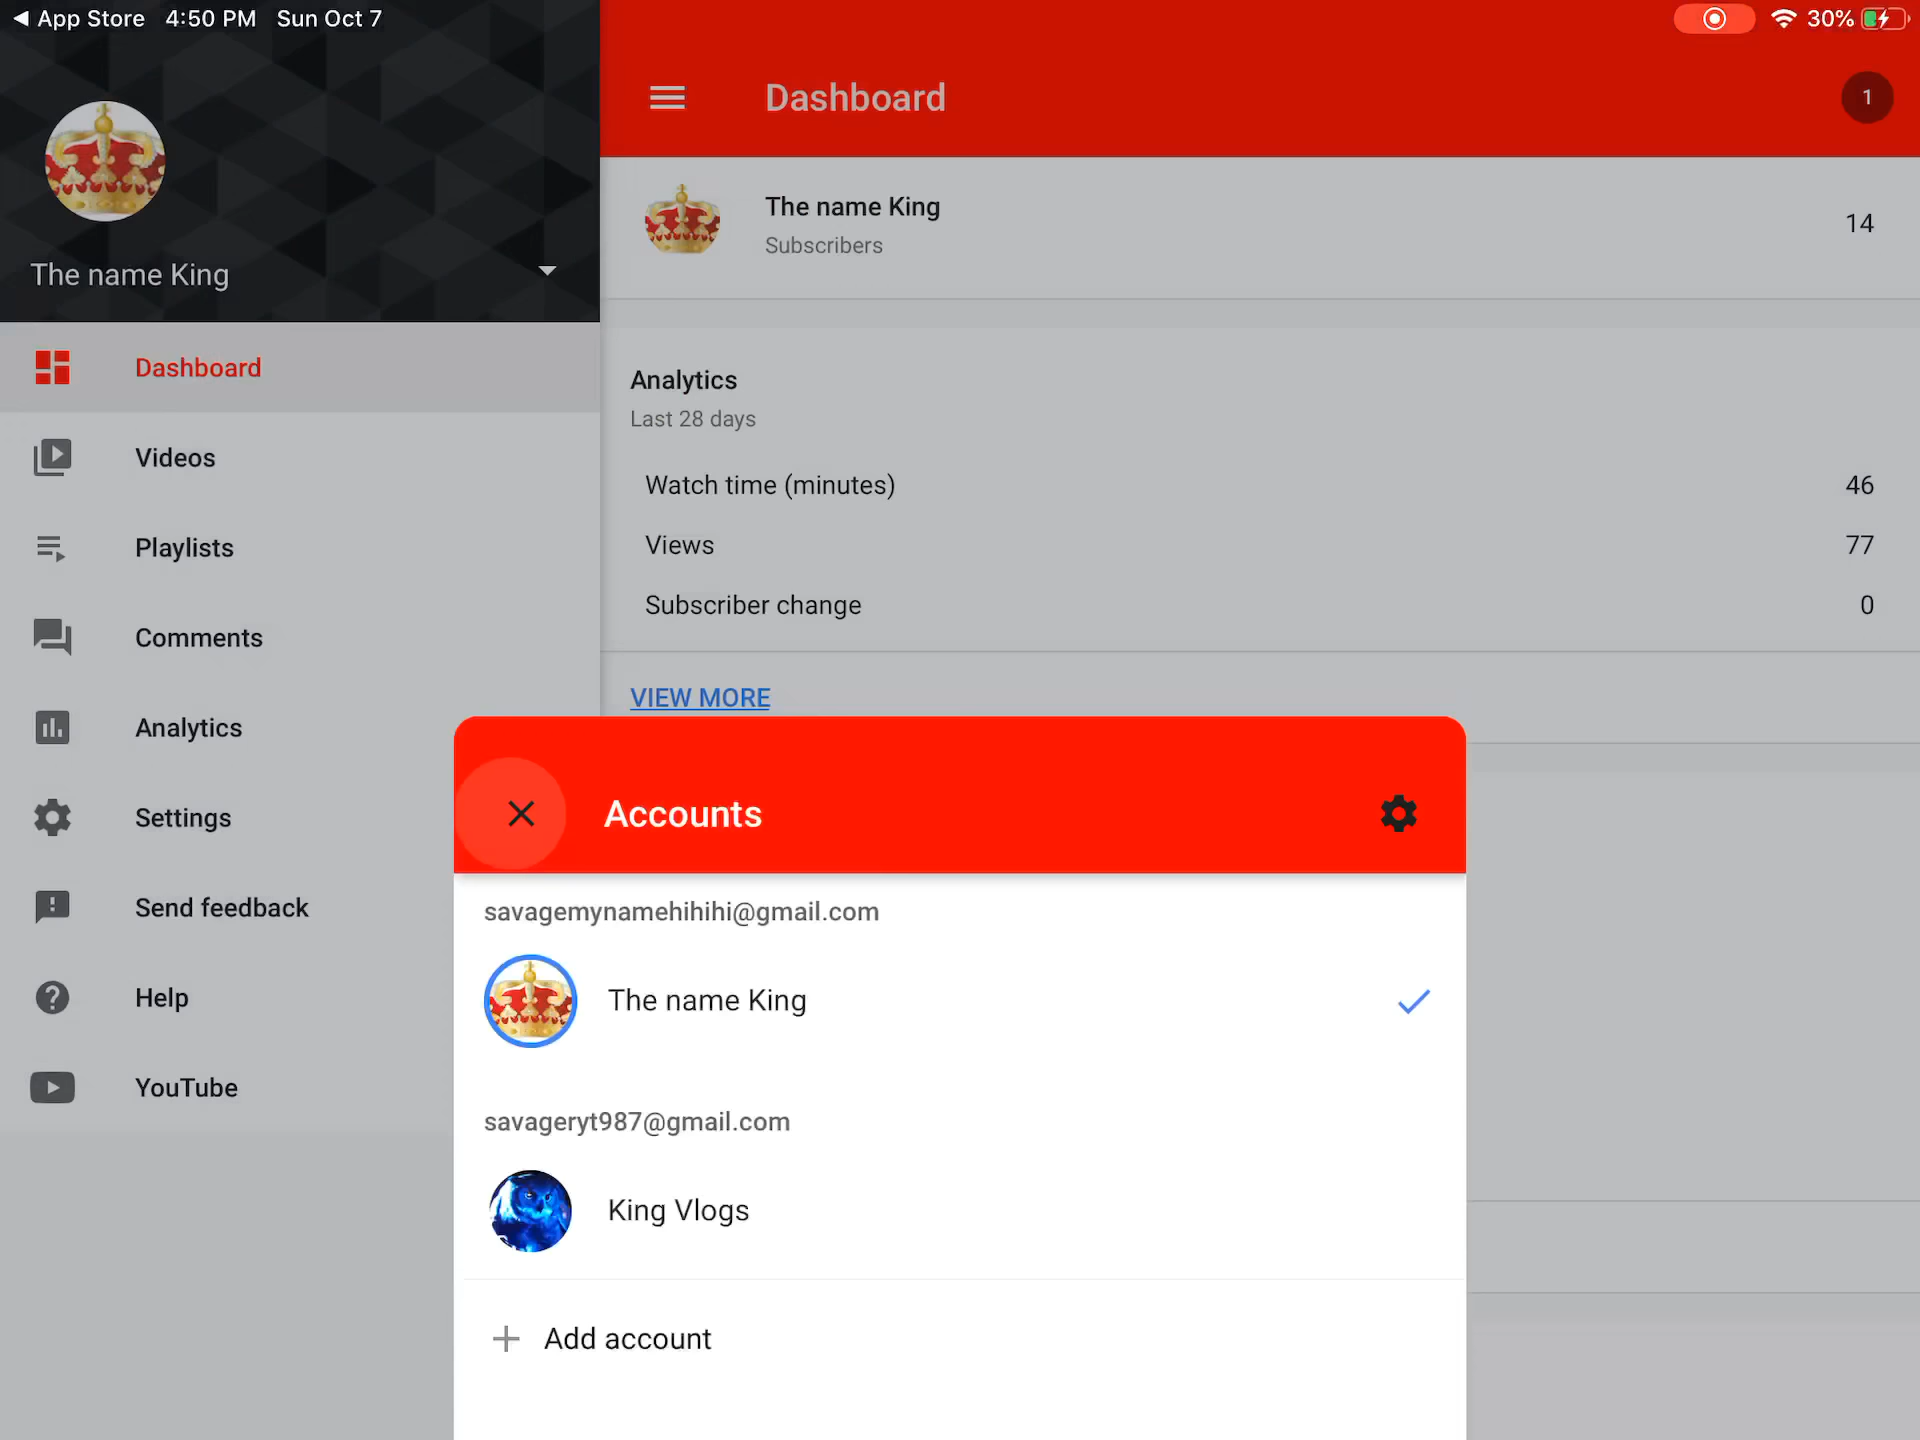 App Store 4:50 PM Sun Oct 7
30%
The name King
Dashboard
Videos
Playlists
Comments
Analytics
Settings
Send feedback
Help
YouTube
Dashboard
1
The name King
14
Subscribers
Analytics
Last 28 days
Watch time (minutes) 46
Views 77
Subscriber change 0
VIEW MORE
Accounts
savagemynamehihihi@gmail.com
The name King
savageryt987@gmail.com
King Vlogs
Add account